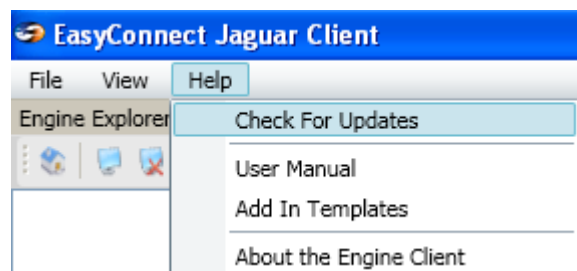 EasyConnect Jaguar Client
File View Help
Engine Explorer
Check For Updates
User Manual
Add In Templates
About the Engine Client